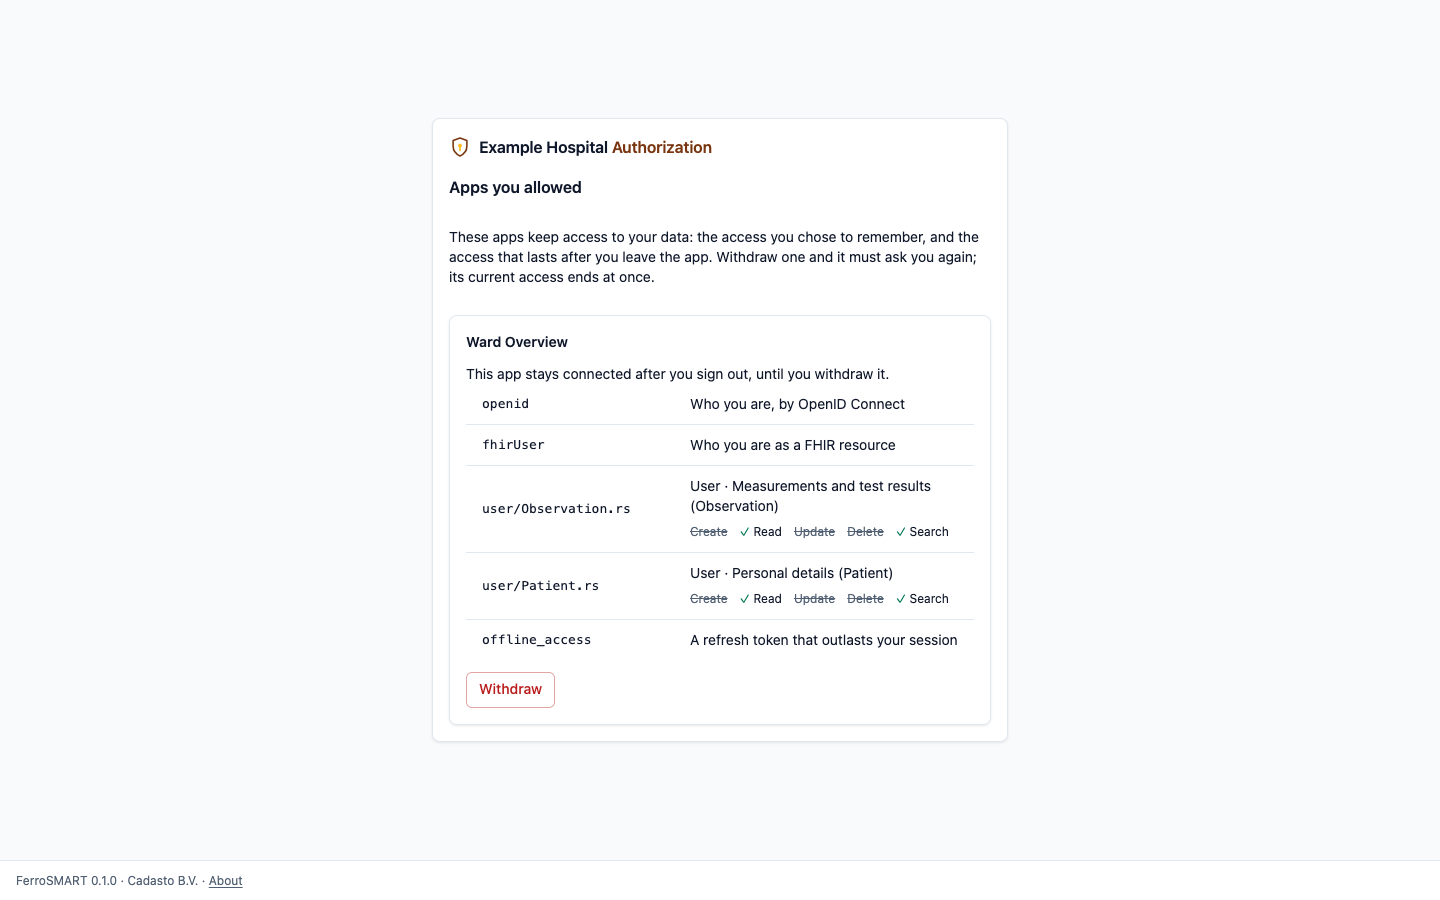 Example Hospital Authorization
Apps you allowed
These apps keep access to your data: the access you chose to remember, and the
access that lasts after you leave the app. Withdraw one and it must ask you again;
its current access ends at once.
Ward Overview
This app stays connected after you sign out, until you withdraw it.
openid Who you are, by OpenID Connect
fhirUser Who you are as a FHIR resource
user/Observation.rs User · Measurements and test results
(Observation)
Create ✓ Read Update Delete ✓ Search
user/Patient.rs User · Personal details (Patient)
Create ✓ Read Update Delete ✓ Search
offline_access A refresh token that outlasts your session
Withdraw
FerroSMART 0.1.0 · Cadasto B.V. · About